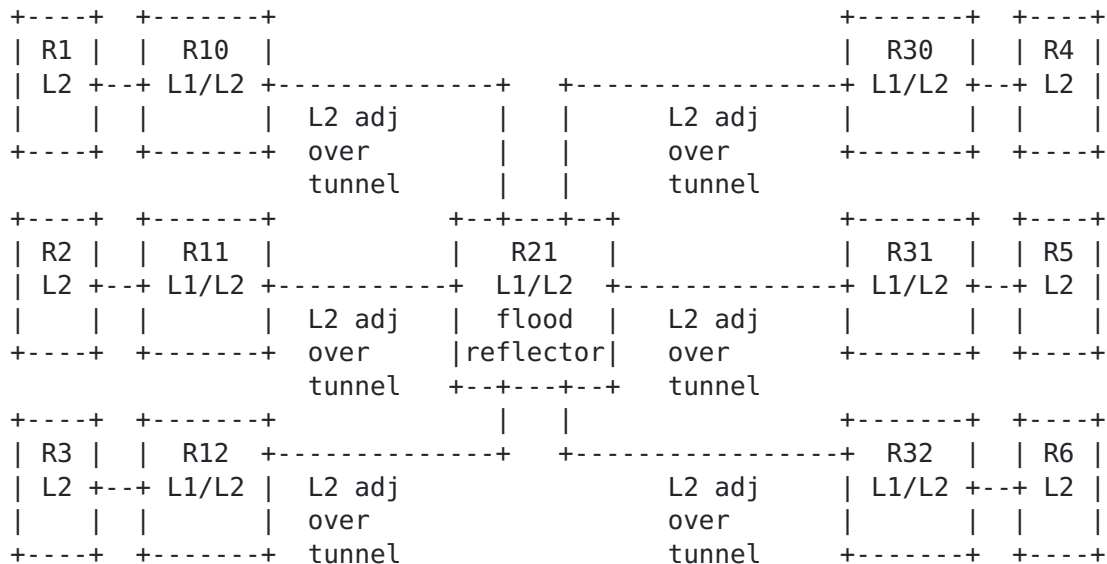 +----+  +-------+                                    +-------+  +----+
| R1 |  |  R10  |                                    |  R30  |  | R4 |
| L2 +--+ L1/L2 +--------------+   +-----------------+ L1/L2 +--+ L2 |
|    |  |       |  L2 adj      |   |      L2 adj     |       |  |    |
+----+  +-------+  over        |   |      over       +-------+  +----+
                   tunnel      |   |      tunnel
+----+  +-------+           +--+---+--+              +-------+  +----+
| R2 |  |  R11  |           |   R21   |              |  R31  |  | R5 |
| L2 +--+ L1/L2 +-----------+  L1/L2  +--------------+ L1/L2 +--+ L2 |
|    |  |       |  L2 adj   |  flood  |   L2 adj     |       |  |    |
+----+  +-------+  over     |reflector|   over       +-------+  +----+
                   tunnel   +--+---+--+   tunnel
+----+  +-------+              |   |                 +-------+  +----+
| R3 |  |  R12  +--------------+   +-----------------+  R32  |  | R6 |
| L2 +--+ L1/L2 |  L2 adj                 L2 adj     | L1/L2 +--+ L2 |
|    |  |       |  over                   over       |       |  |    |
+----+  +-------+  tunnel                 tunnel     +-------+  +----+